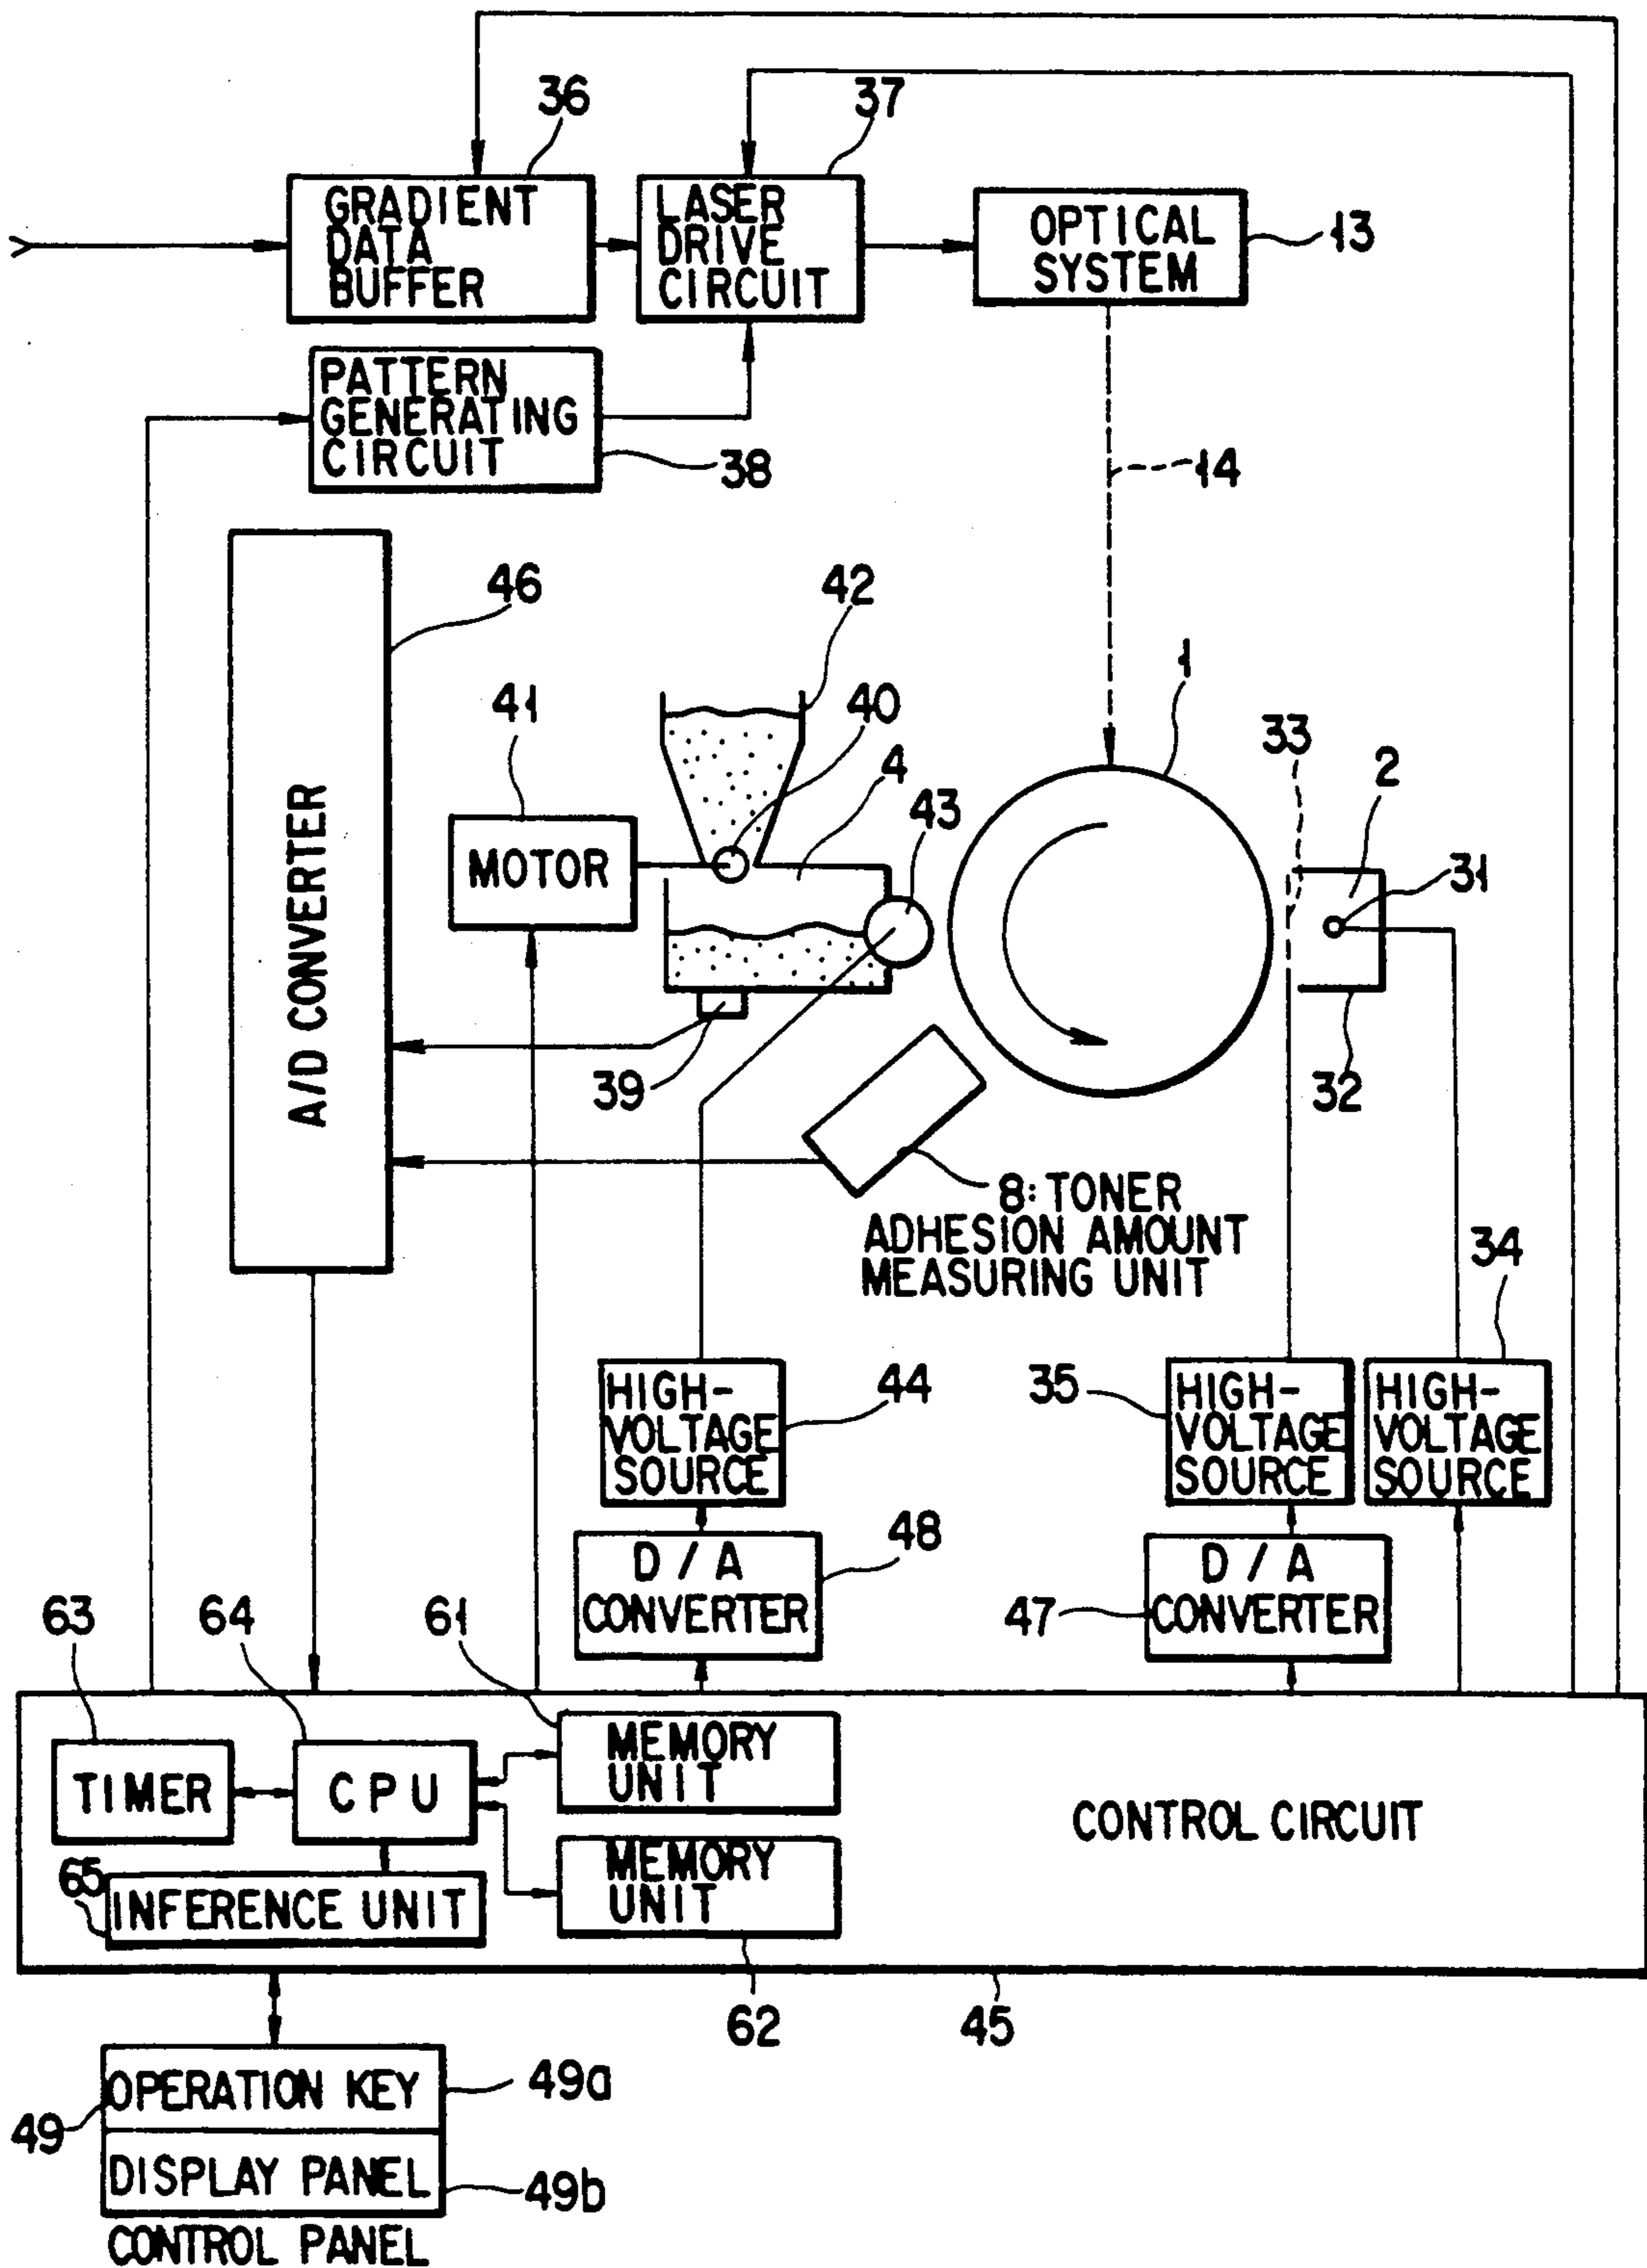 36
37
GRADIENT
DATA
BUFFER
LASER
DRIVE
CIRCUIT
OPTICAL
SYSTEM
13
PATTERN
GENERATING
CIRCUIT
38
14
46
42
1
41
40
33
4
2
43
31
MOTOR
A/D CONVERTER
39
32
8: TONER
ADHESION AMOUNT
MEASURING UNIT
34
HIGH-
VOLTAGE
SOURCE
44
35
HIGH-
VOLTAGE
SOURCE
HIGH-
VOLTAGE
SOURCE
D / A
CONVERTER
48
47
D / A
CONVERTER
63
64
61
TIMER
CPU
MEMORY
UNIT
CONTROL CIRCUIT
65
INFERENCE UNIT
MEMORY
UNIT
62
45
OPERATION KEY
49a
49
DISPLAY PANEL
49b
CONTROL PANEL